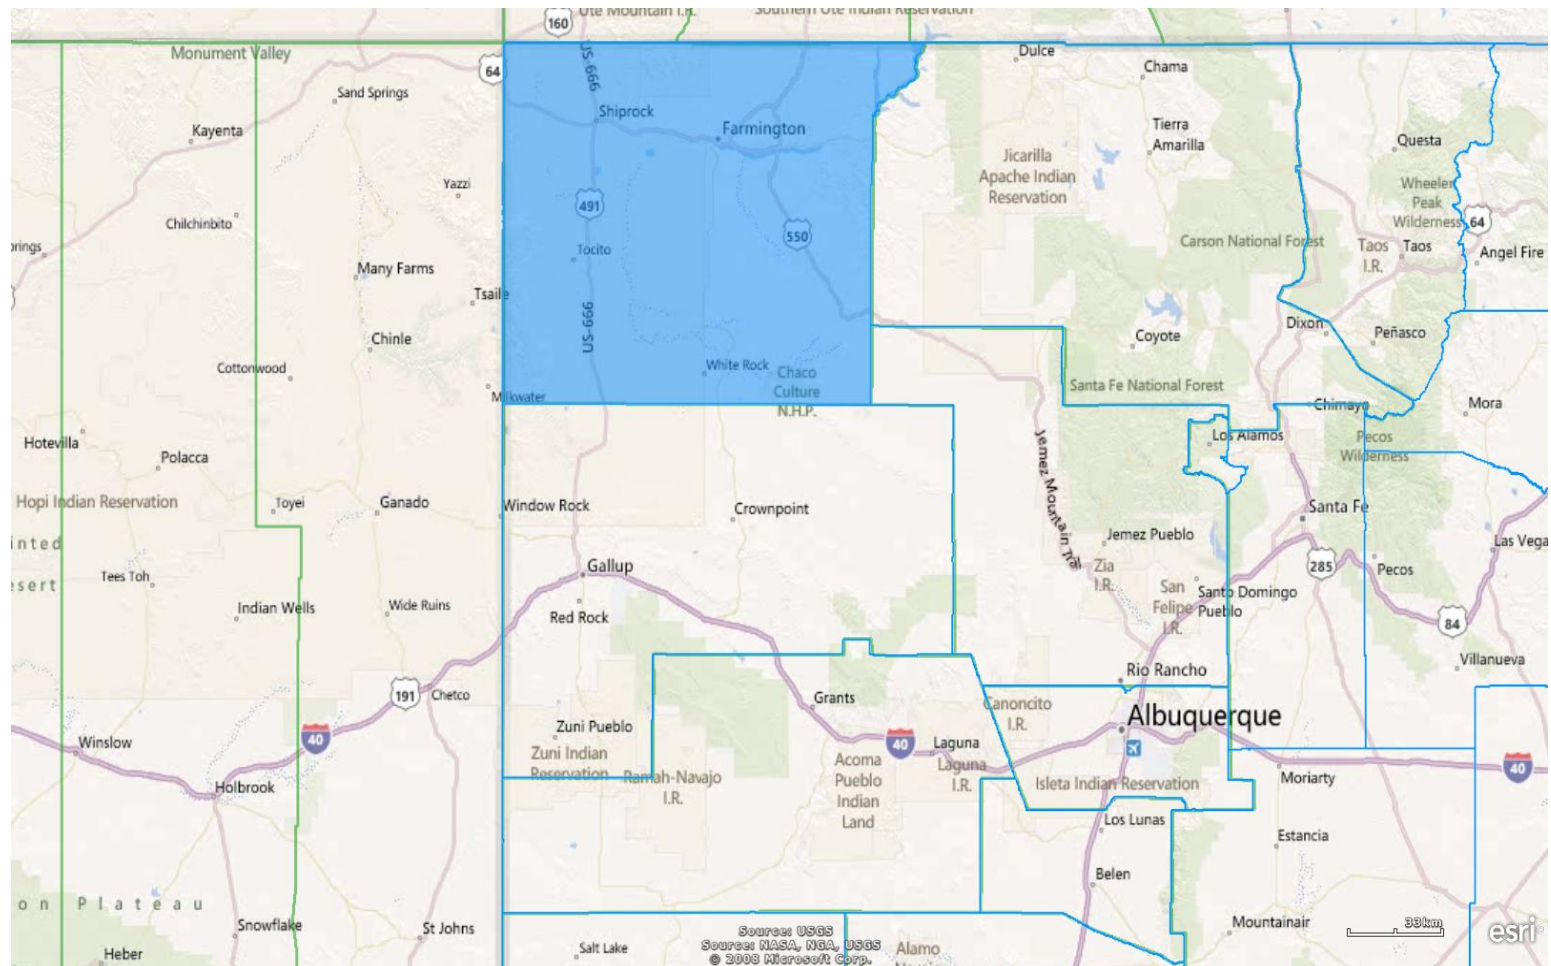 Ute Mountain I.R.
Southern Ute Indian Reservation
160
Monument Valley
64
US-666
Dulce
Chama
Sand Springs
Shiprock
Farmington
Tierra
Amarilla
Questa
Kayenta
Jicarilla
Apache Indian
Reservation
Yazzi
Wheeler
Peak
Wilderness
64
491
Chilchinbito
550
Carson National Forest
Taos
I.R.
Taos
Angel Fire
Tocito
Many Farms
Tsaile
US-666
Dixon
Peñasco
Coyote
Chinle
Cottonwood
White Rock
Chaco
Culture
N.H.P.
Santa Fe National Forest
Milkwater
Chimayo
Mora
Hotevilla
Los Alamos
Pecos
Wilderness
Polacca
Hopi Indian Reservation
Toyei
Ganado
Window Rock
Crownpoint
Santa Fe
Jemez Mountain Trl
Jemez Pueblo
Las Vega
inted
esert
Tees Toh
Gallup
Zia
I.R.
285
Pecos
San
Felipe
I.R.
Santo Domingo
Pueblo
Indian Wells
Wide Ruins
Red Rock
84
Villanueva
Rio Rancho
191
Chetco
Grants
Canoncito
I.R.
Albuquerque
Zuni Pueblo
Zuni Indian
Reservation
Winslow
40
40
Laguna
Laguna
I.R.
40
Ramah-Navajo
I.R.
Acoma
Pueblo
Indian
Land
Isleta Indian Reservation
Moriarty
Holbrook
Los Lunas
Estancia
Belen
on Plateau
Snowflake
St Johns
Mountainair
33km
esri
Heber
Salt Lake
Alamo
Source: USGS
Source: NASA, NGA, USGS
© 2008 Microsoft Corp.